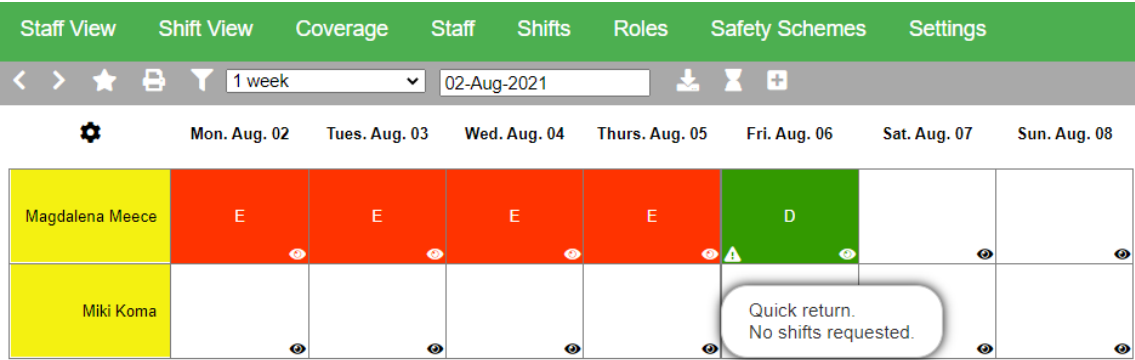 Staff View Shift View Coverage Staff Shifts Roles Safety Schemes Settings
1 week 02-Aug-2021
Mon. Aug. 02 Tues. Aug. 03 Wed. Aug. 04 Thurs. Aug. 05 Fri. Aug. 06 Sat. Aug. 07 Sun. Aug. 08
Magdalena Meece E E E E D
Miki Koma
Quick return.
No shifts requested.